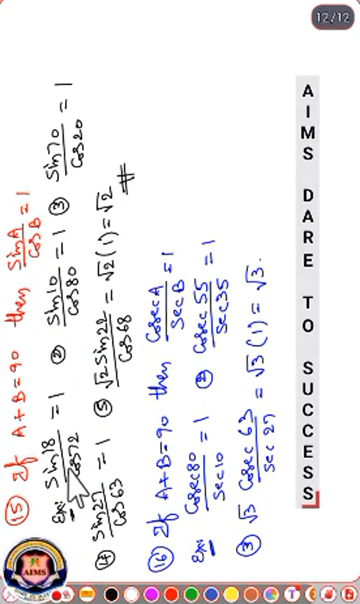 12/12
⑮ If A+B=90 then SinA/CosB = 1
Ex:- Sin18/Cos72 = 1 ② Sin10/Cos80 = 1 ③ Sin70/Cos20 = 1
④ Sin27/Cos63 = 1 ⑤ √2 Sin22/Cos68 = √2(1) = √2 #
⑯ If A+B=90 then CosecA/SecB = 1
Ex:- Cosec80/Sec10 = 1 ② Cosec55/Sec35 = 1
③ √3 Cosec63/Sec27 = √3(1) = √3.
AIMS DARE TO SUCCESS
AIMS